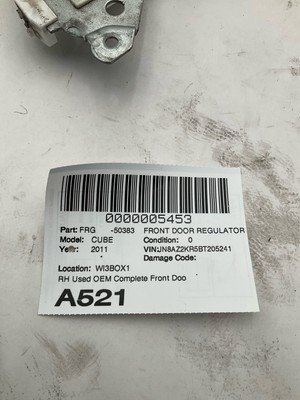 0000005453
Part: FRG -50383 FRONT DOOR REGULATOR
Model: CUBE Condition: 0
Year: 2011 VIN:JN8AZ2KR5BT205241
Damage Code:
Location: WI3BOX1
RH Used OEM Complete Front Doo
A521